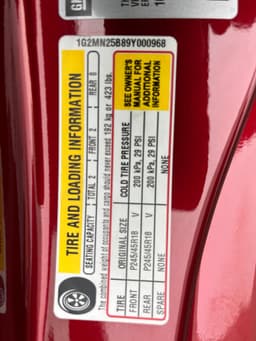 GM
1G2MN25B89Y000968
TIRE AND LOADING INFORMATION
SEATING CAPACITY TOTAL 2 FRONT 2 REAR 0
The combined weight of occupants and cargo should never exceed 192 kg or 423 lbs.
TIRE ORIGINAL SIZE COLD TIRE PRESSURE
FRONT P245/45R18 V 200 kPa, 29 PSI
REAR P245/45R18 V 200 kPa, 29 PSI
SPARE NONE NONE
SEE OWNER'S
MANUAL FOR
ADDITIONAL
INFORMATION